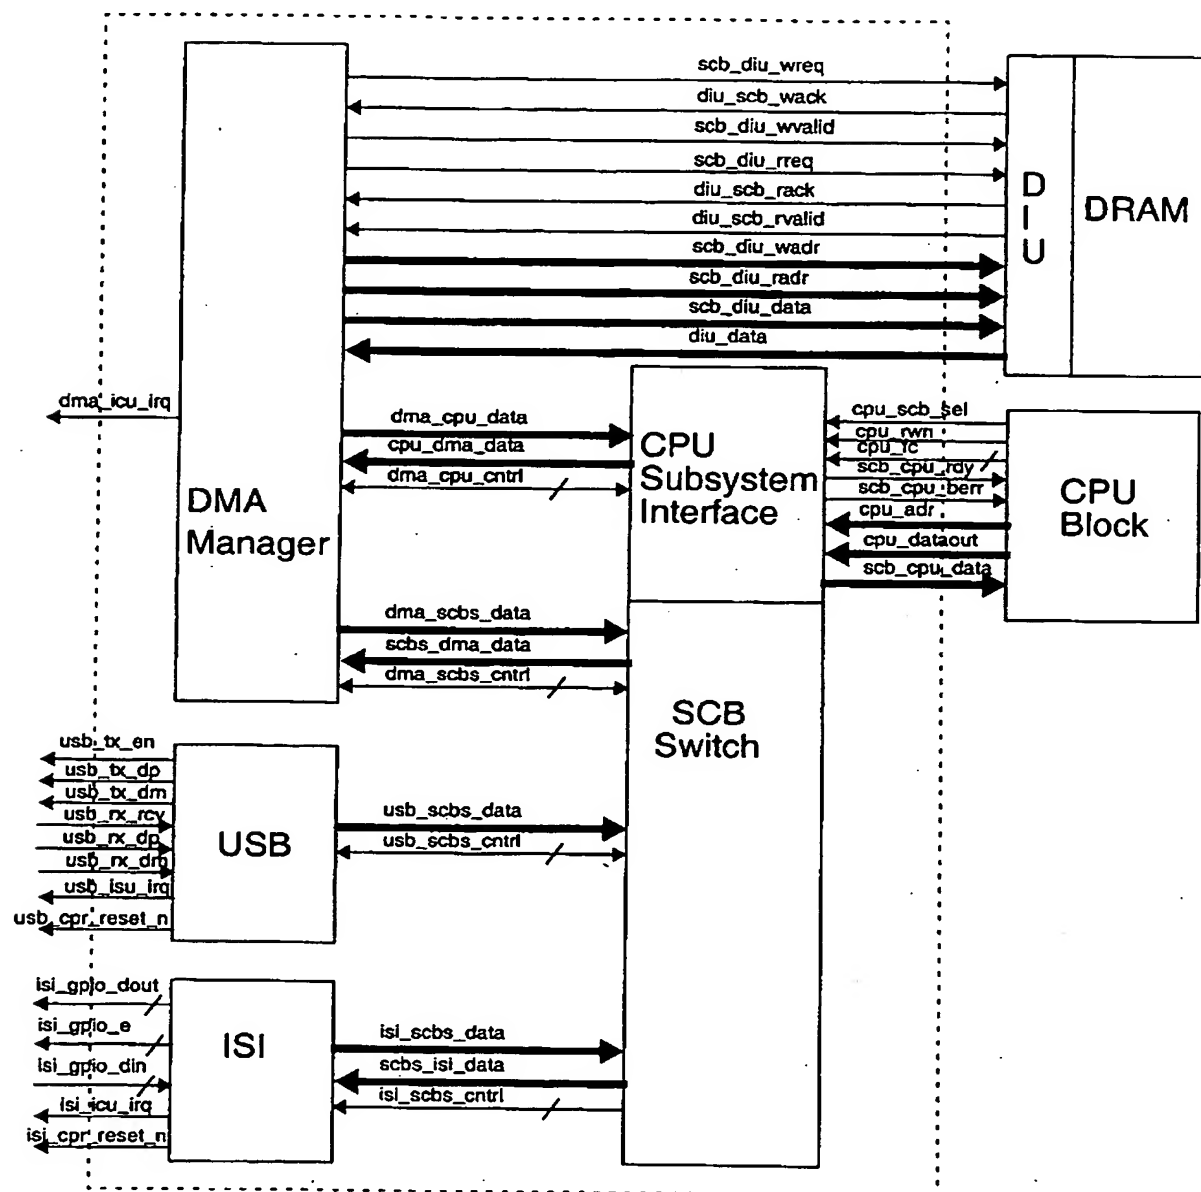 scb_diu_wreq
diu_scb_wack
scb_diu_wvalid
scb_diu_rreq
diu_scb_rack
diu_scb_rvalid
scb_diu_wadr
scb_diu_radr
scb_diu_data
diu_data
D
I
U
DRAM
dma_icu_irq
DMA
Manager
dma_cpu_data
cpu_dma_data
dma_cpu_cntrl
CPU
Subsystem
Interface
cpu_scb_sel
cpu_rwn
cpu_fc
scb_cpu_rdy
scb_cpu_berr
cpu_adr
cpu_dataout
scb_cpu_data
CPU
Block
dma_scbs_data
scbs_dma_data
dma_scbs_cntrl
SCB
Switch
usb_tx_en
usb_tx_dp
usb_tx_dm
usb_rx_rcv
usb_rx_dp
usb_rx_dm
usb_isu_irq
usb_cpr_reset_n
USB
usb_scbs_data
usb_scbs_cntrl
isi_gpio_dout
isi_gpio_e
isi_gpio_din
isi_icu_irq
isi_cpr_reset_n
ISI
isi_scbs_data
scbs_isi_data
isi_scbs_cntrl